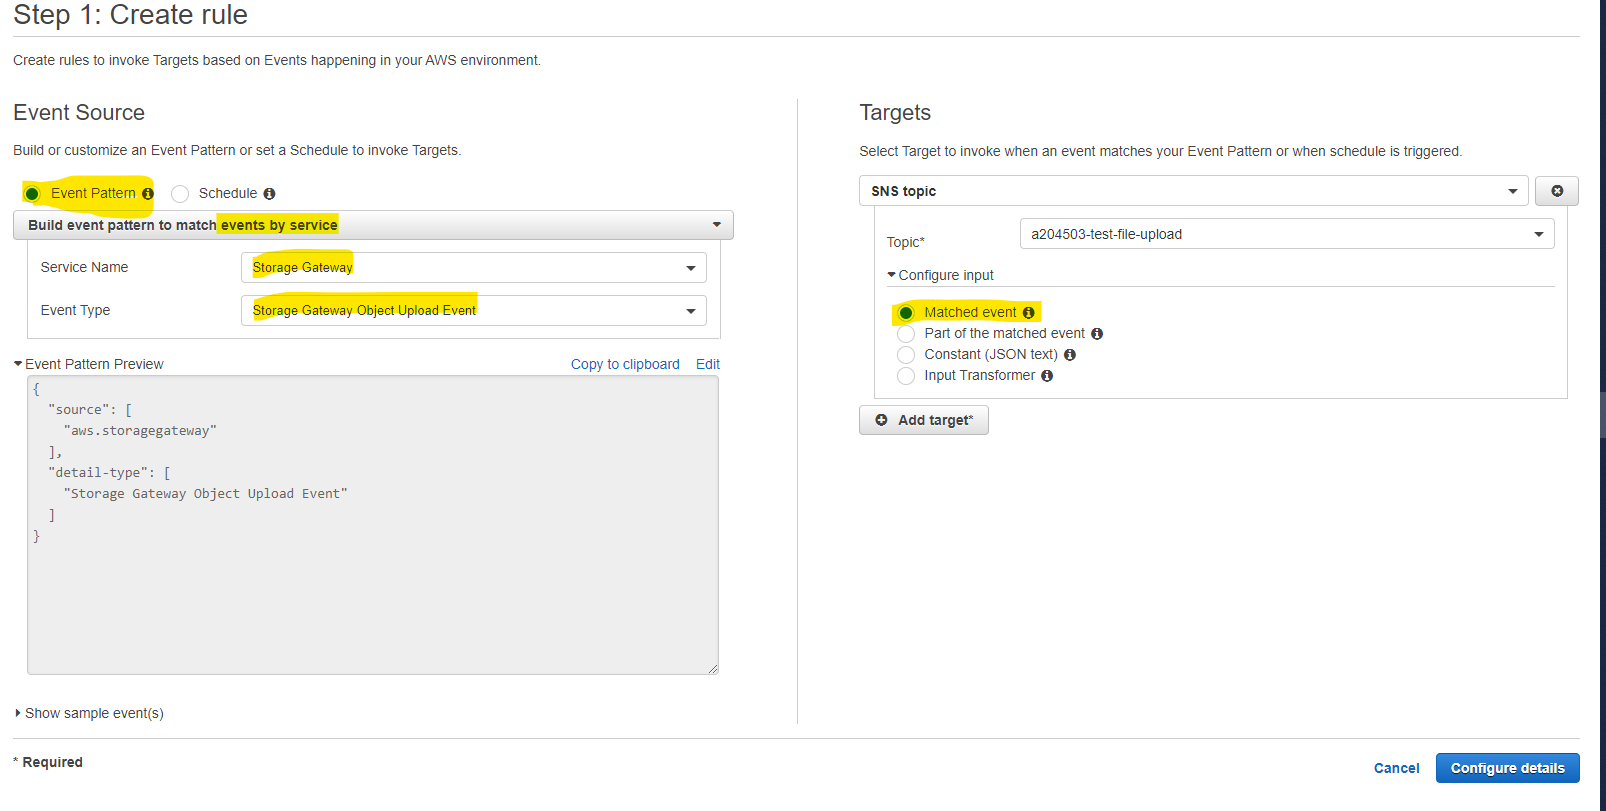 Step 1: Create rule
Create rules to invoke Targets based on Events happening in your AWS environment.
Event Source
Build or customize an Event Pattern or set a Schedule to invoke Targets.
Event Pattern Schedule
Build event pattern to match events by service
Service Name Storage Gateway
Event Type Storage Gateway Object Upload Event
Event Pattern Preview Copy to clipboard Edit
{
"source": [
"aws.storagegateway"
],
"detail-type": [
"Storage Gateway Object Upload Event"
]
}
Show sample event(s)
Targets
Select Target to invoke when an event matches your Event Pattern or when schedule is triggered.
SNS topic
Topic* a204503-test-file-upload
Configure input
Matched event
Part of the matched event
Constant (JSON text)
Input Transformer
Add target*
* Required
Cancel Configure details